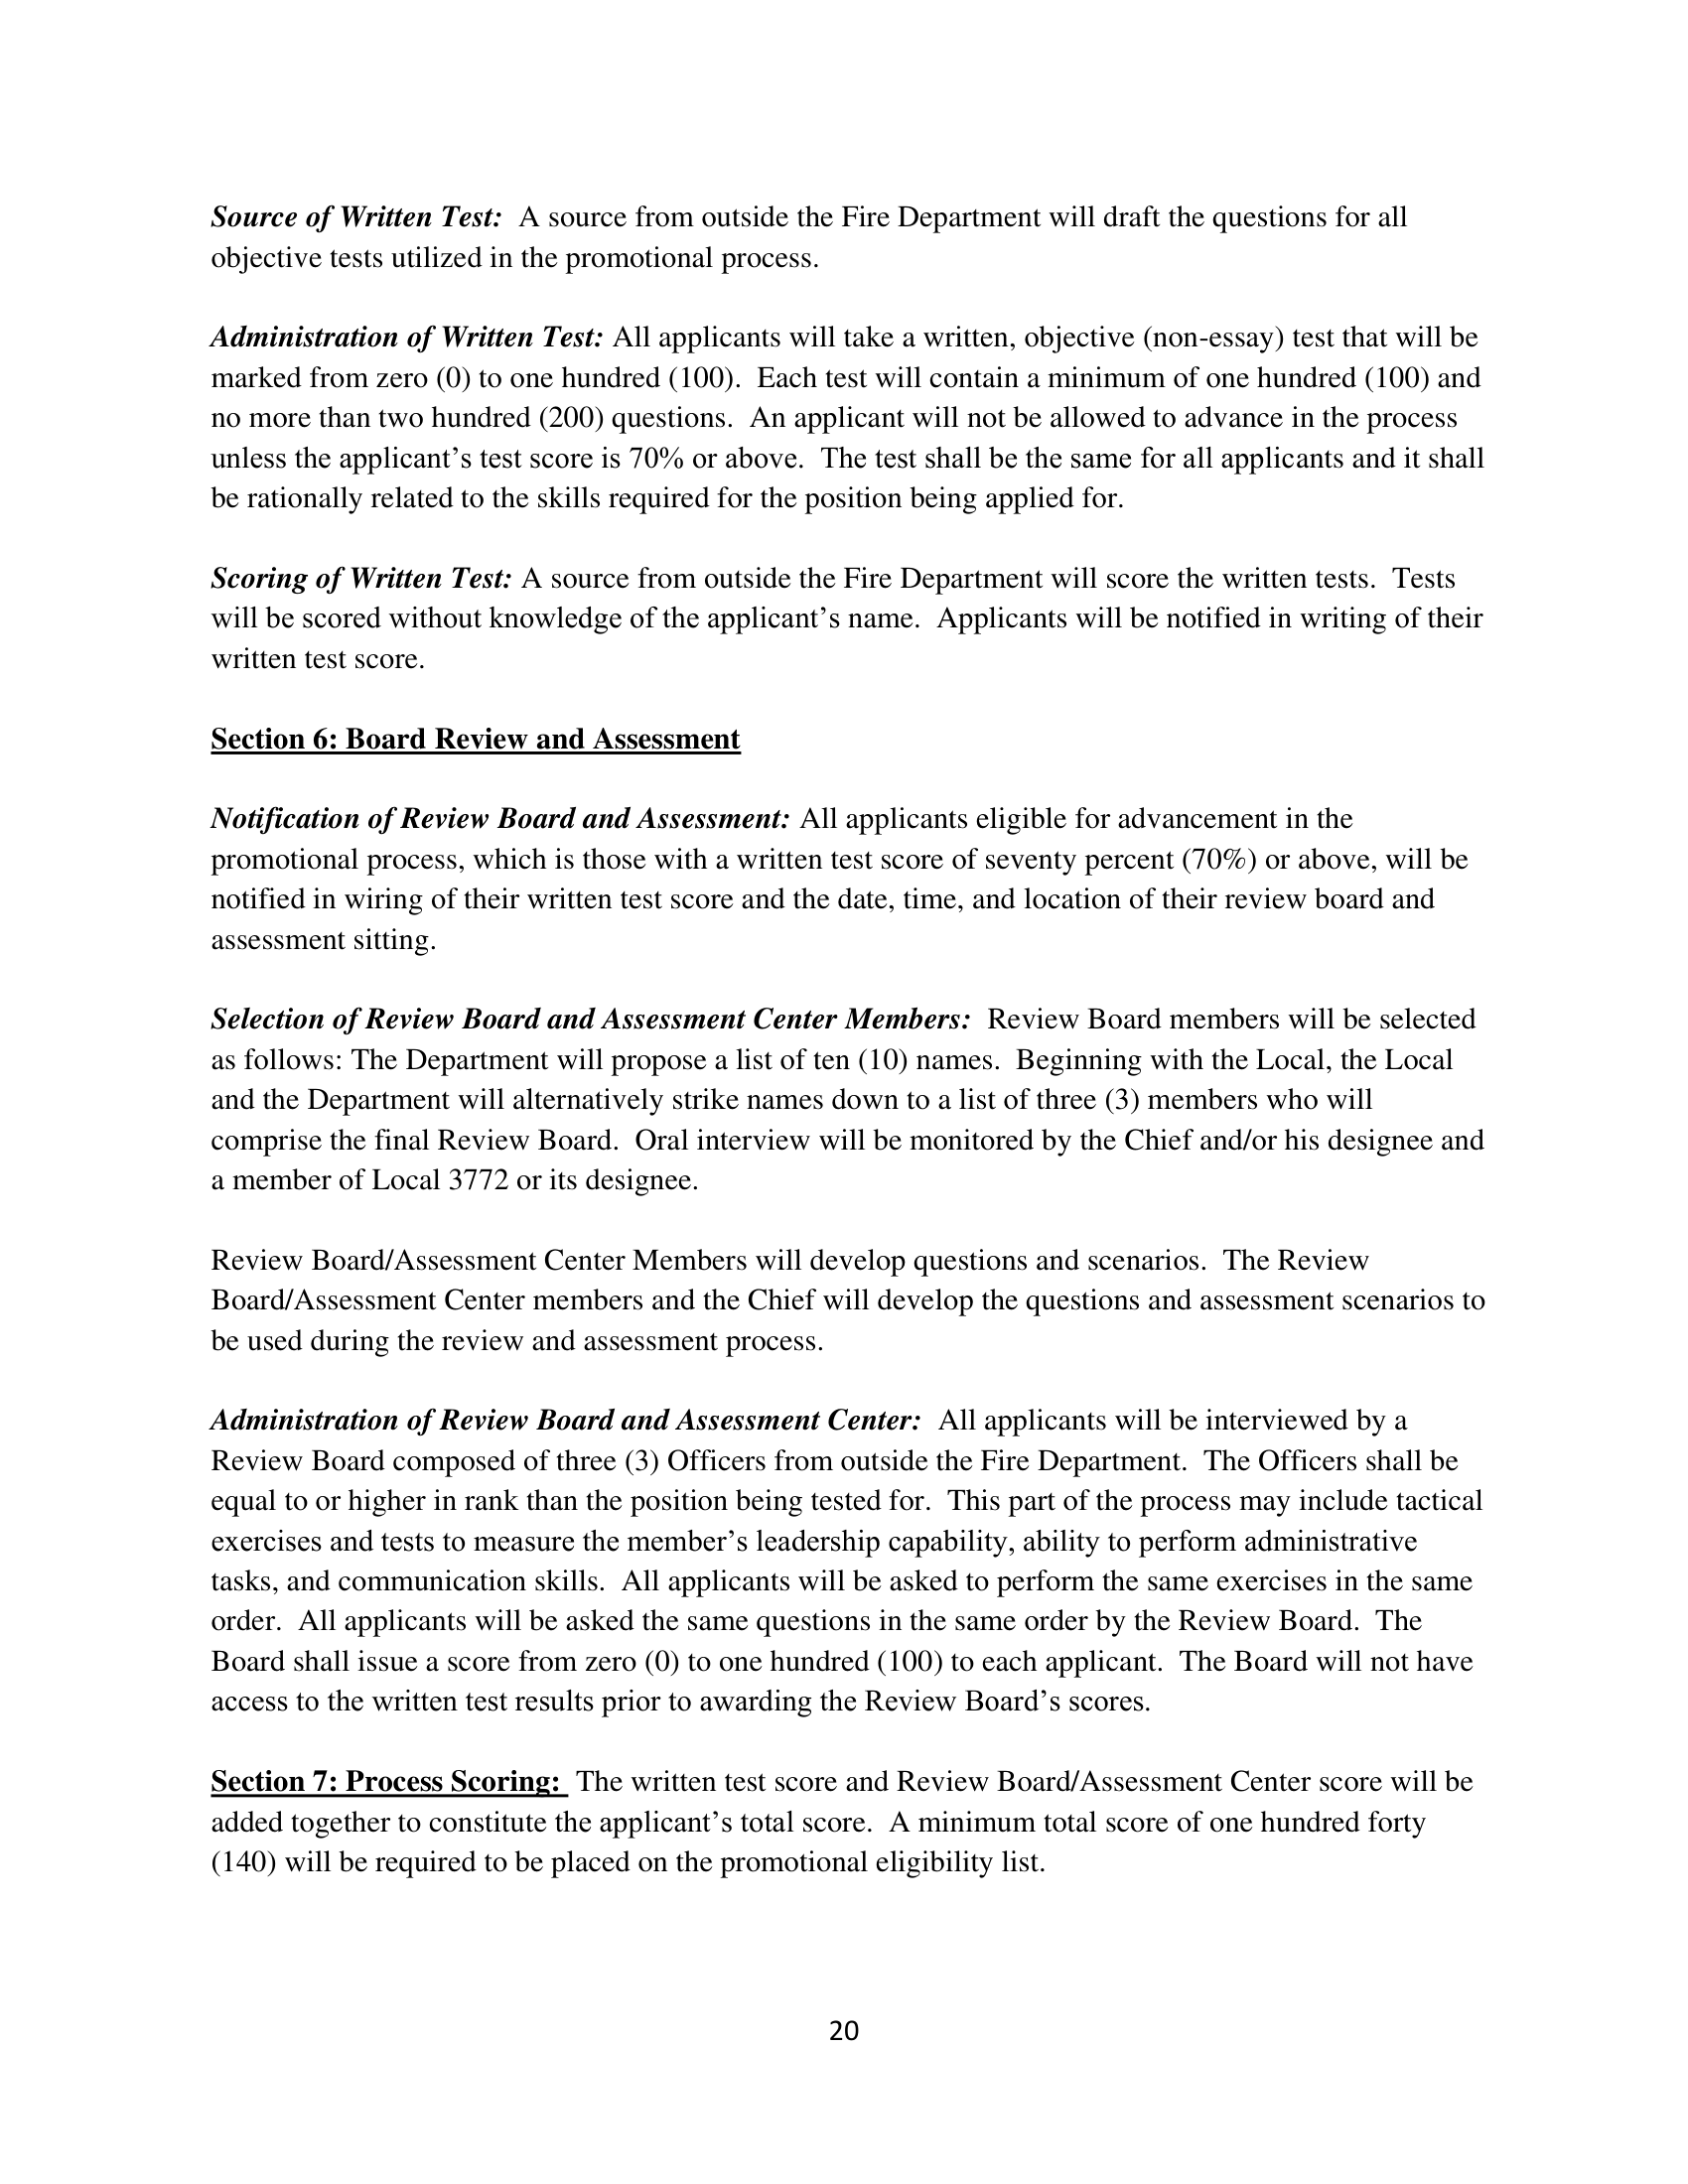 Source of Written Test:  A source from outside the Fire Department will draft the questions for all
objective tests utilized in the promotional process.
Administration of Written Test: All applicants will take a written, objective (non-essay) test that will be
marked from zero (0) to one hundred (100).  Each test will contain a minimum of one hundred (100) and
no more than two hundred (200) questions.  An applicant will not be allowed to advance in the process
unless the applicant’s test score is 70% or above.  The test shall be the same for all applicants and it shall
be rationally related to the skills required for the position being applied for.
Scoring of Written Test: A source from outside the Fire Department will score the written tests.  Tests
will be scored without knowledge of the applicant’s name.  Applicants will be notified in writing of their
written test score.
Section 6: Board Review and Assessment
Notification of Review Board and Assessment: All applicants eligible for advancement in the
promotional process, which is those with a written test score of seventy percent (70%) or above, will be
notified in wiring of their written test score and the date, time, and location of their review board and
assessment sitting.
Selection of Review Board and Assessment Center Members:  Review Board members will be selected
as follows: The Department will propose a list of ten (10) names.  Beginning with the Local, the Local
and the Department will alternatively strike names down to a list of three (3) members who will
comprise the final Review Board.  Oral interview will be monitored by the Chief and/or his designee and
a member of Local 3772 or its designee.
Review Board/Assessment Center Members will develop questions and scenarios.  The Review
Board/Assessment Center members and the Chief will develop the questions and assessment scenarios to
be used during the review and assessment process.
Administration of Review Board and Assessment Center:  All applicants will be interviewed by a
Review Board composed of three (3) Officers from outside the Fire Department.  The Officers shall be
equal to or higher in rank than the position being tested for.  This part of the process may include tactical
exercises and tests to measure the member’s leadership capability, ability to perform administrative
tasks, and communication skills.  All applicants will be asked to perform the same exercises in the same
order.  All applicants will be asked the same questions in the same order by the Review Board.  The
Board shall issue a score from zero (0) to one hundred (100) to each applicant.  The Board will not have
access to the written test results prior to awarding the Review Board’s scores.
Section 7: Process Scoring:  The written test score and Review Board/Assessment Center score will be
added together to constitute the applicant’s total score.  A minimum total score of one hundred forty
(140) will be required to be placed on the promotional eligibility list.
20